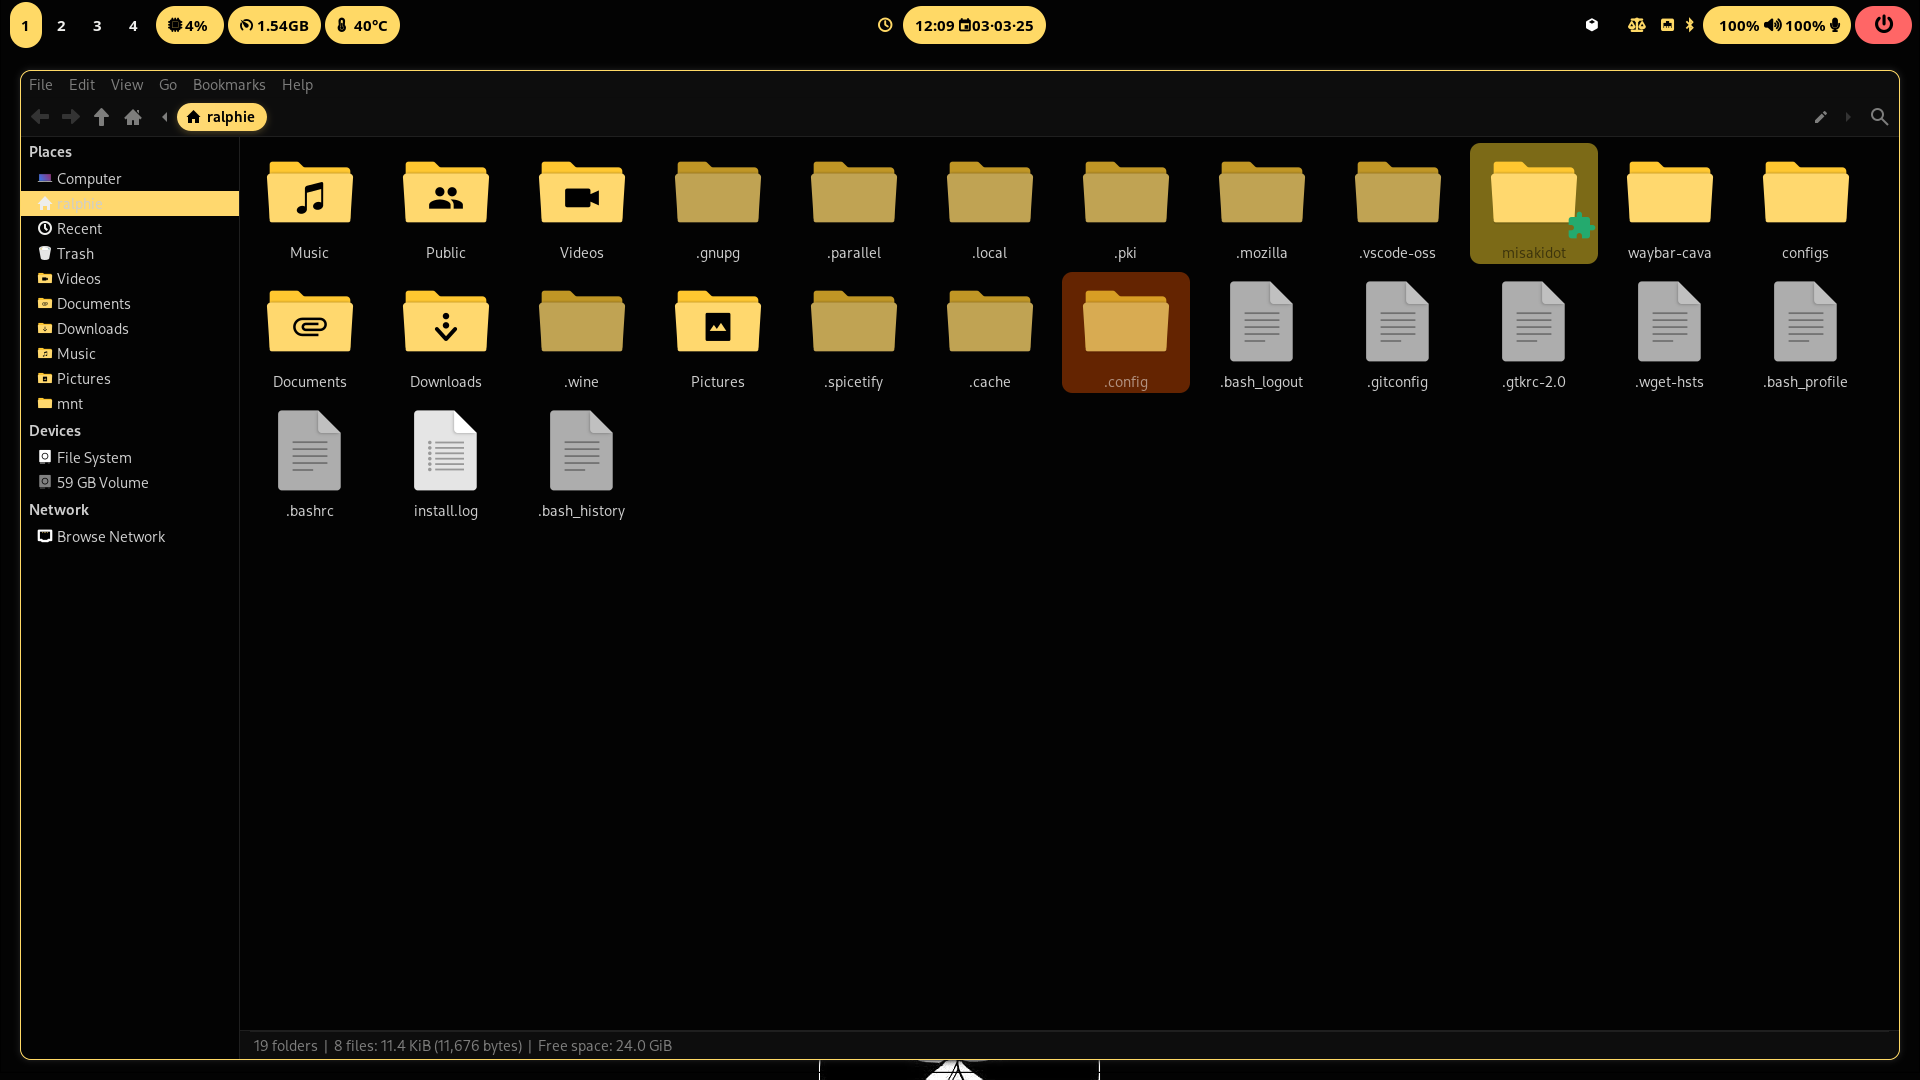 1 2 3 4 4% 1.54GB 40°C 12:09 03·03·25 100% 100%
File Edit View Go Bookmarks Help
ralphie
Places
Computer
ralphie
Recent
Trash
Videos
Documents
Downloads
Music
Pictures
mnt
Devices
File System
59 GB Volume
Network
Browse Network
Music Public Videos .gnupg .parallel .local .pki .mozilla .vscode-oss misakidot waybar-cava configs
Documents Downloads .wine Pictures .spicetify .cache .config .bash_logout .gitconfig .gtkrc-2.0 .wget-hsts .bash_profile
.bashrc install.log .bash_history
19 folders | 8 files: 11.4 KiB (11,676 bytes) | Free space: 24.0 GiB